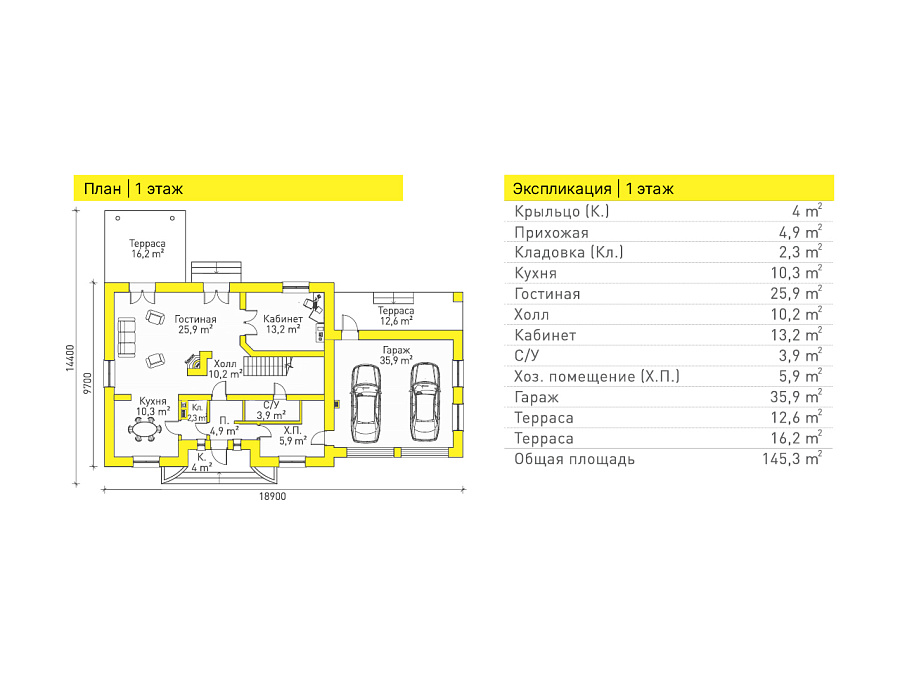 План | 1 этаж
Терраса
16,2 m²
Гостиная
25,9 m²
Кабинет
13,2 m²
Терраса
12,6 m²
Гараж
35,9 m²
Холл
10,2 m²
Кухня
10,3 m²
Кл.
2,3 m²
П.
4,9 m²
С/У
3,9 m²
Х.П.
5,9 m²
К.
4 m²
14400
9700
18900
Экспликация | 1 этаж
Крыльцо (К.) 4 m²
Прихожая 4,9 m²
Кладовка (Кл.) 2,3 m²
Кухня 10,3 m²
Гостиная 25,9 m²
Холл 10,2 m²
Кабинет 13,2 m²
С/У 3,9 m²
Хоз. помещение (Х.П.) 5,9 m²
Гараж 35,9 m²
Терраса 12,6 m²
Терраса 16,2 m²
Общая площадь 145,3 m²